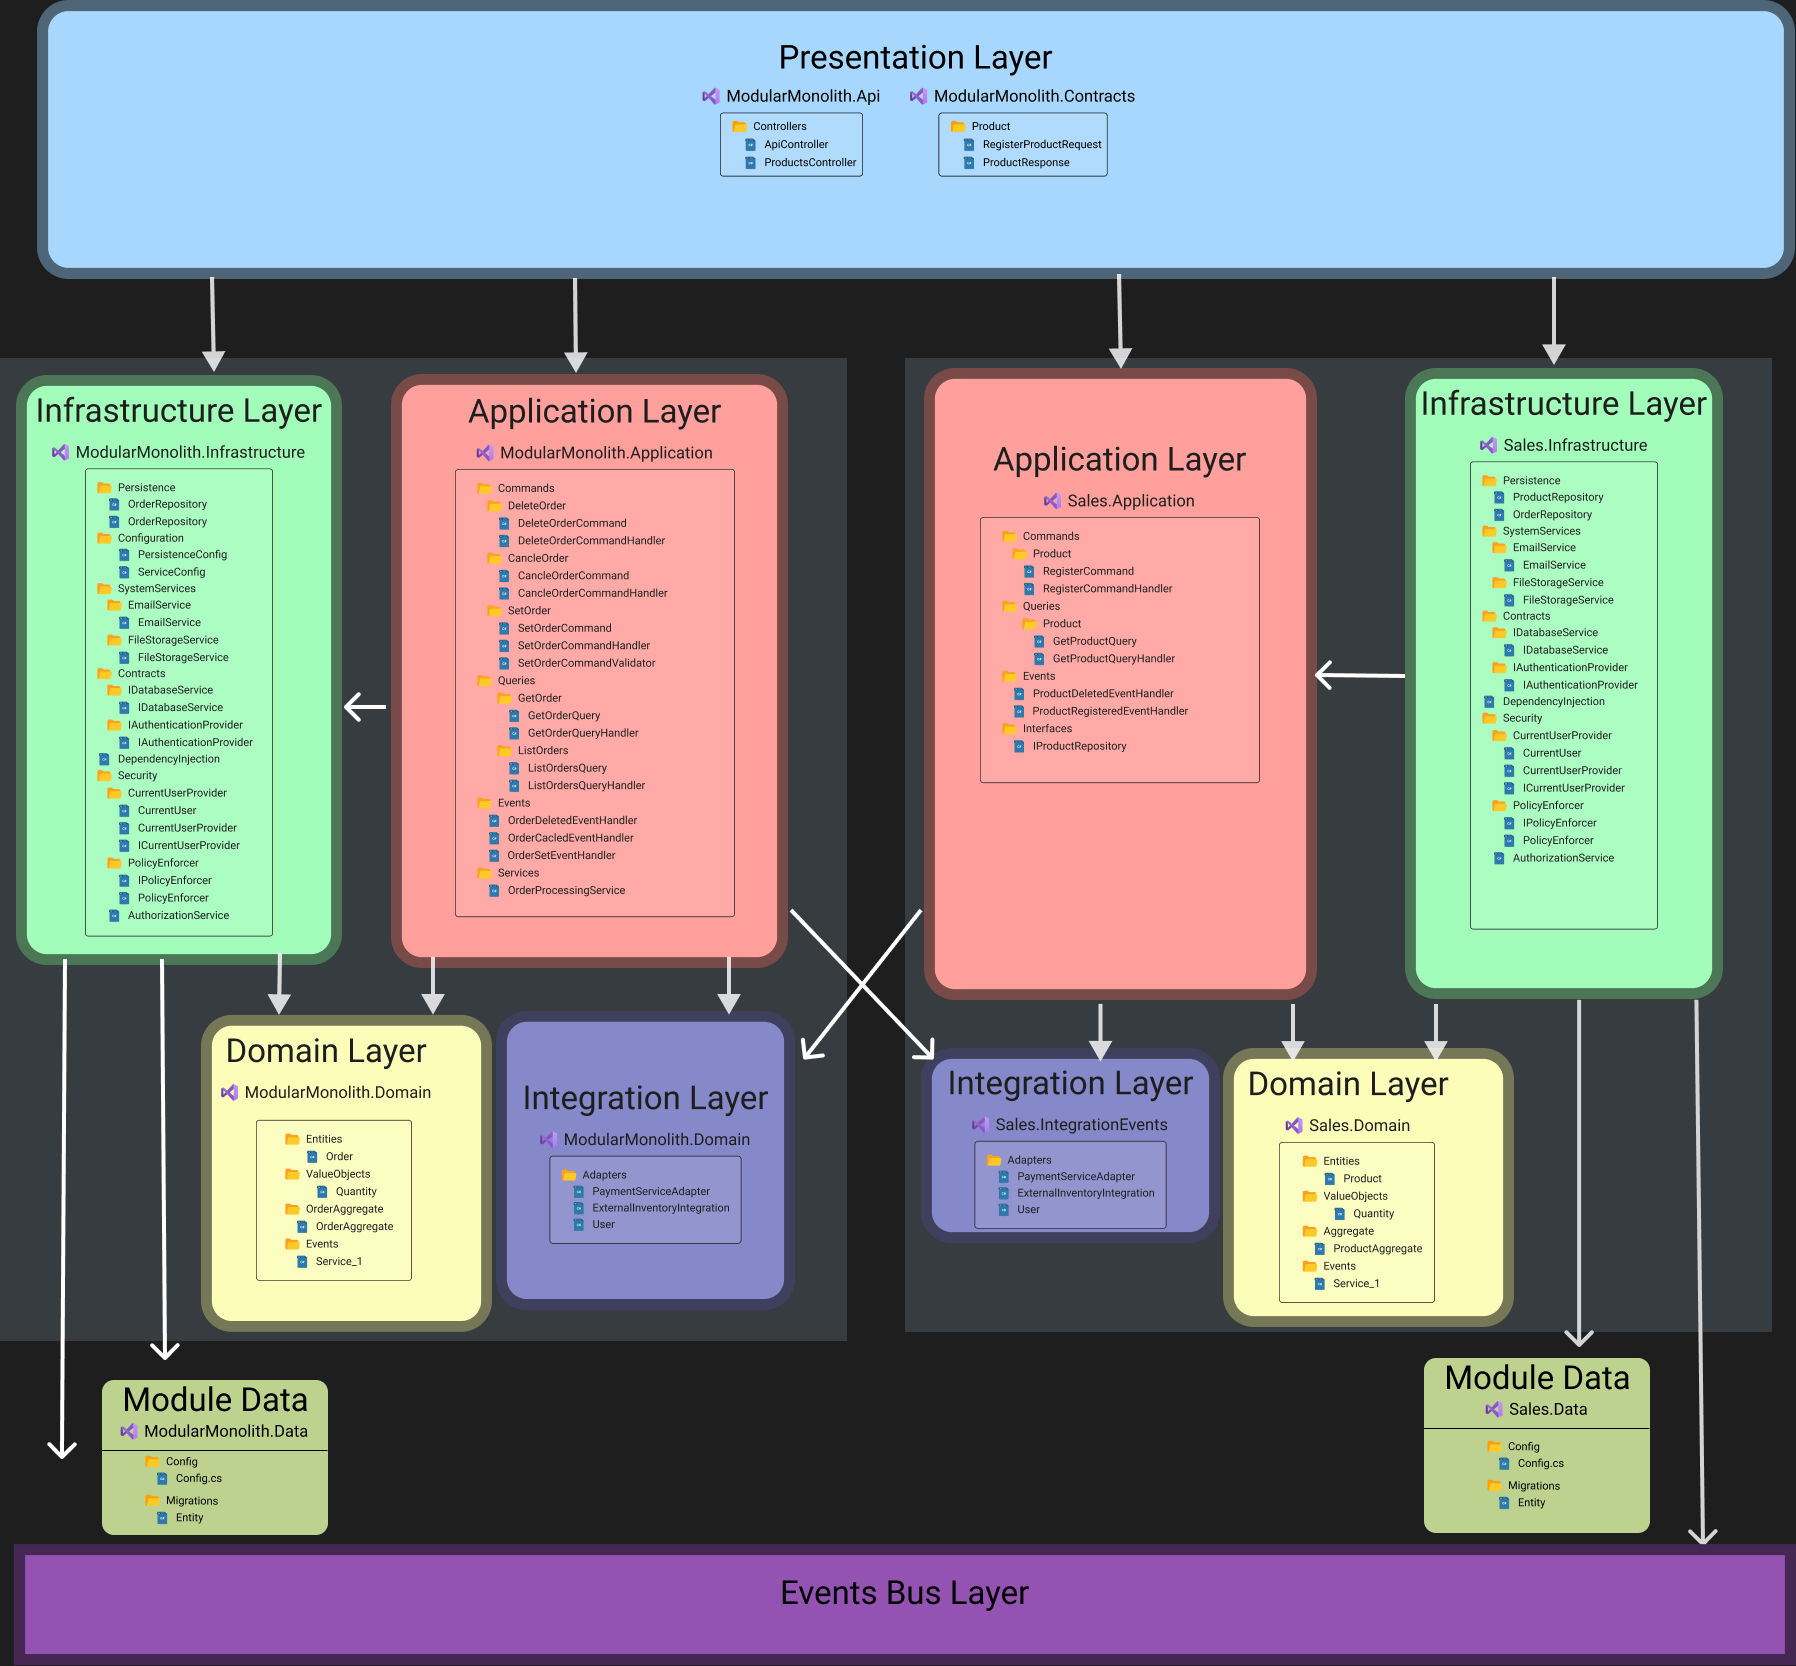 Presentation Layer
ModularMonolith.Api
Controllers
ApiController
ProductsController
ModularMonolith.Contracts
Product
RegisterProductRequest
ProductResponse
Infrastructure Layer
ModularMonolith.Infrastructure
Persistence
OrderRepository
OrderRepository
Configuration
PersistenceConfig
ServiceConfig
SystemServices
EmailService
EmailService
FileStorageService
FileStorageService
Contracts
IDatabaseService
IDatabaseService
IAuthenticationProvider
IAuthenticationProvider
DependencyInjection
Security
CurrentUserProvider
CurrentUser
CurrentUserProvider
ICurrentUserProvider
PolicyEnforcer
IPolicyEnforcer
PolicyEnforcer
AuthorizationService
Application Layer
ModularMonolith.Application
Commands
DeleteOrder
DeleteOrderCommand
DeleteOrderCommandHandler
CancleOrder
CancleOrderCommand
CancleOrderCommandHandler
SetOrder
SetOrderCommand
SetOrderCommandHandler
SetOrderCommandValidator
Queries
GetOrder
GetOrderQuery
GetOrderQueryHandler
ListOrders
ListOrdersQuery
ListOrdersQueryHandler
Events
OrderDeletedEventHandler
OrderCacledEventHandler
OrderSetEventHandler
Services
OrderProcessingService
Application Layer
Sales.Application
Commands
Product
RegisterCommand
RegisterCommandHandler
Queries
Product
GetProductQuery
GetProductQueryHandler
Events
ProductDeletedEventHandler
ProductRegisteredEventHandler
Interfaces
IProductRepository
Infrastructure Layer
Sales.Infrastructure
Persistence
ProductRepository
OrderRepository
SystemServices
EmailService
EmailService
FileStorageService
FileStorageService
Contracts
IDatabaseService
IDatabaseService
IAuthenticationProvider
IAuthenticationProvider
DependencyInjection
Security
CurrentUserProvider
CurrentUser
CurrentUserProvider
ICurrentUserProvider
PolicyEnforcer
IPolicyEnforcer
PolicyEnforcer
AuthorizationService
Domain Layer
ModularMonolith.Domain
Entities
Order
ValueObjects
Quantity
OrderAggregate
OrderAggregate
Events
Service_1
Integration Layer
ModularMonolith.Domain
Adapters
PaymentServiceAdapter
ExternalInventoryIntegration
User
Integration Layer
Sales.IntegrationEvents
Adapters
PaymentServiceAdapter
ExternalInventoryIntegration
User
Domain Layer
Sales.Domain
Entities
Product
ValueObjects
Quantity
Aggregate
ProductAggregate
Events
Service_1
Module Data
ModularMonolith.Data
Config
Config.cs
Migrations
Entity
Module Data
Sales.Data
Config
Config.cs
Migrations
Entity
Events Bus Layer